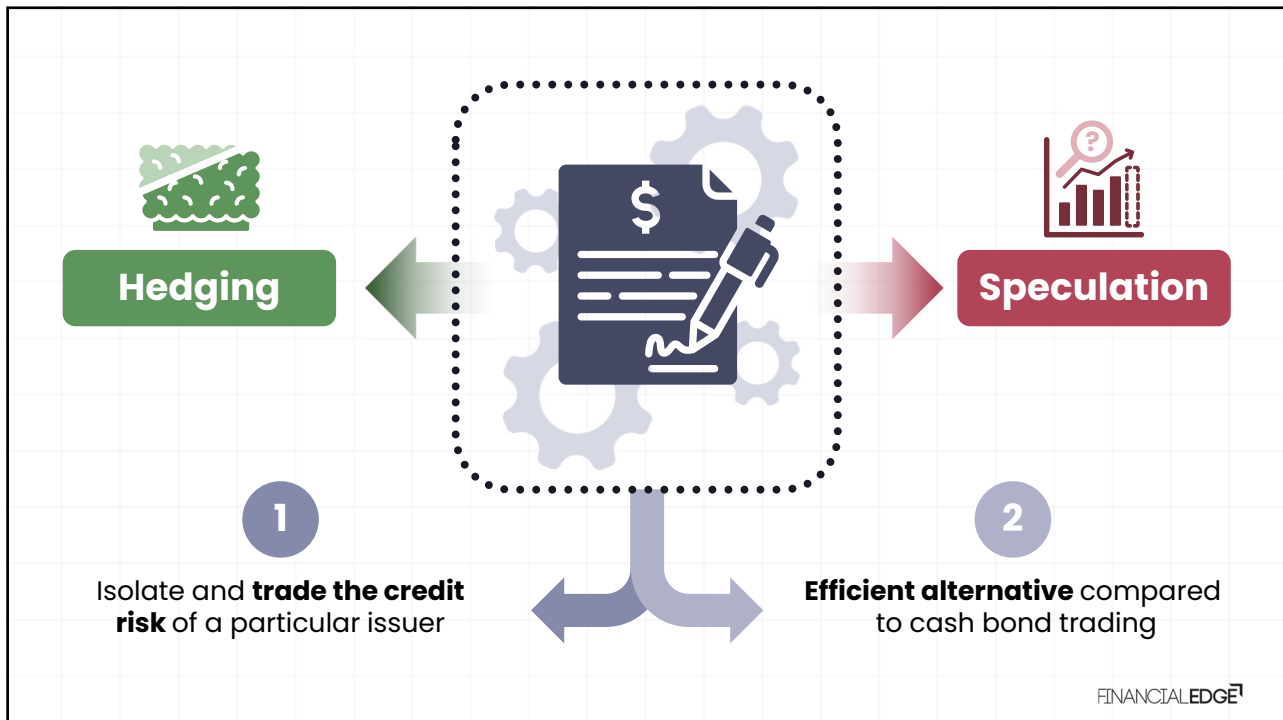 $
?
Hedging
Speculation
1
2
Isolate and trade the credit
risk of a particular issuer
Efficient alternative compared
to cash bond trading
FINANCIALEDGE